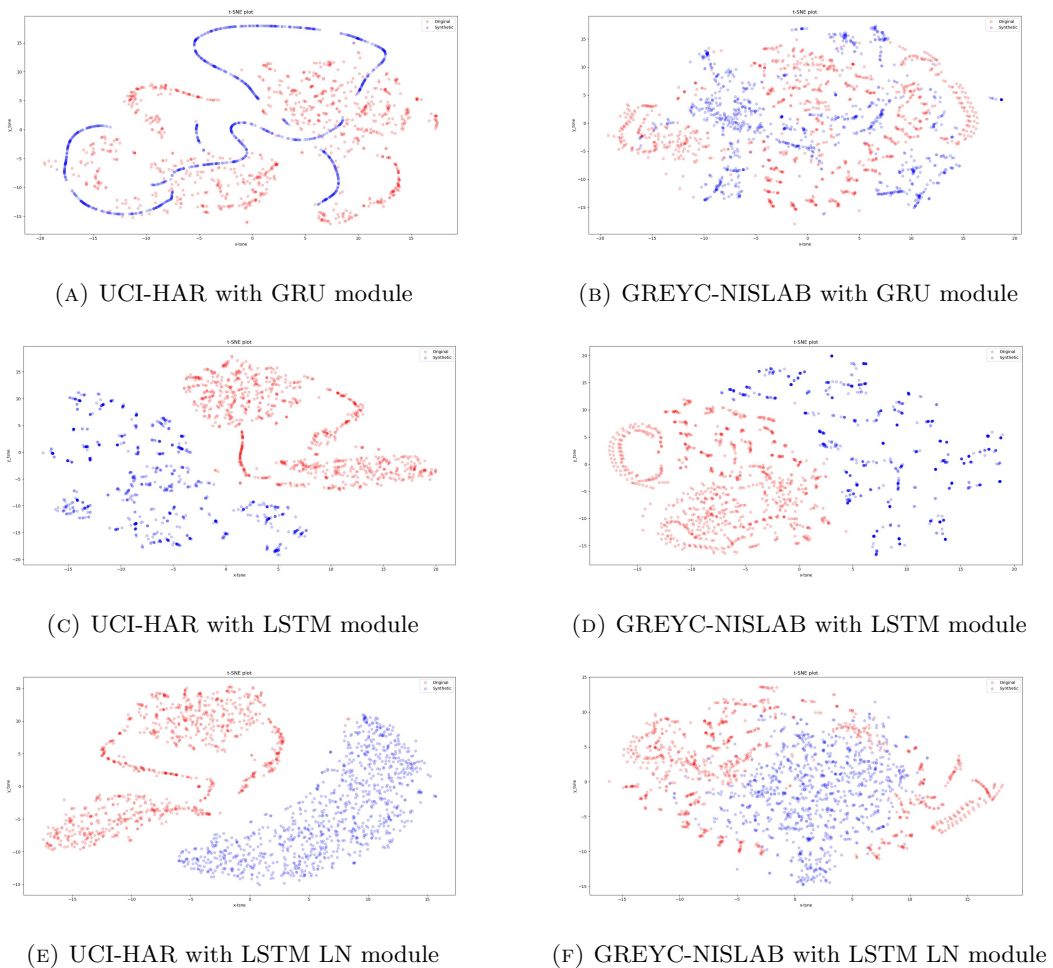 t-SNE plot
Original
Synthetic
y_tsne
x-tsne
(A) UCI-HAR with GRU module
t-SNE plot
Original
Synthetic
y_tsne
x-tsne
(B) GREYC-NISLAB with GRU module
t-SNE plot
Original
Synthetic
y_tsne
x-tsne
(C) UCI-HAR with LSTM module
t-SNE plot
Original
Synthetic
y_tsne
x-tsne
(D) GREYC-NISLAB with LSTM module
t-SNE plot
Original
Synthetic
y_tsne
x-tsne
(E) UCI-HAR with LSTM LN module
t-SNE plot
Original
Synthetic
y_tsne
x-tsne
(F) GREYC-NISLAB with LSTM LN module